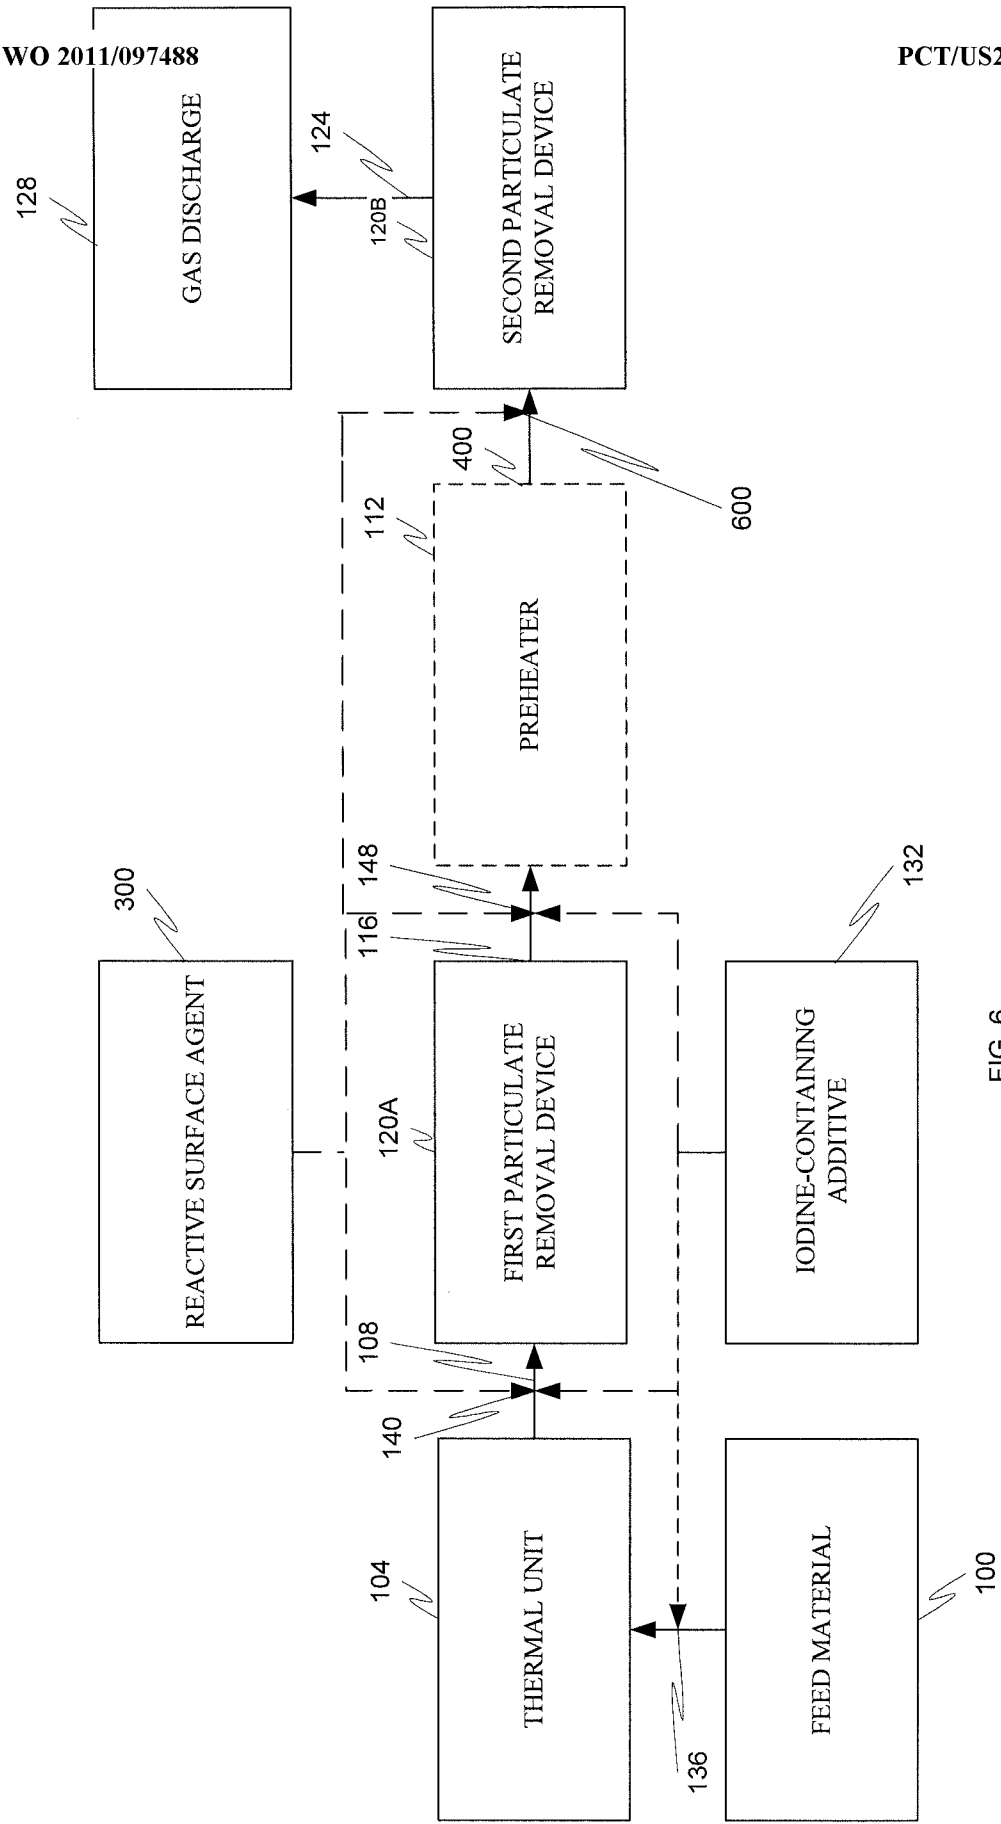 WO 2011/097488
PCT/US2
128
GAS DISCHARGE
124
120B
SECOND PARTICULATE
REMOVAL DEVICE
400
600
112
PREHEATER
300
REACTIVE SURFACE AGENT
148
116
120A
FIRST PARTICULATE
REMOVAL DEVICE
132
IODINE-CONTAINING
ADDITIVE
108
140
104
THERMAL UNIT
136
100
FEED MATERIAL
FIG. 6